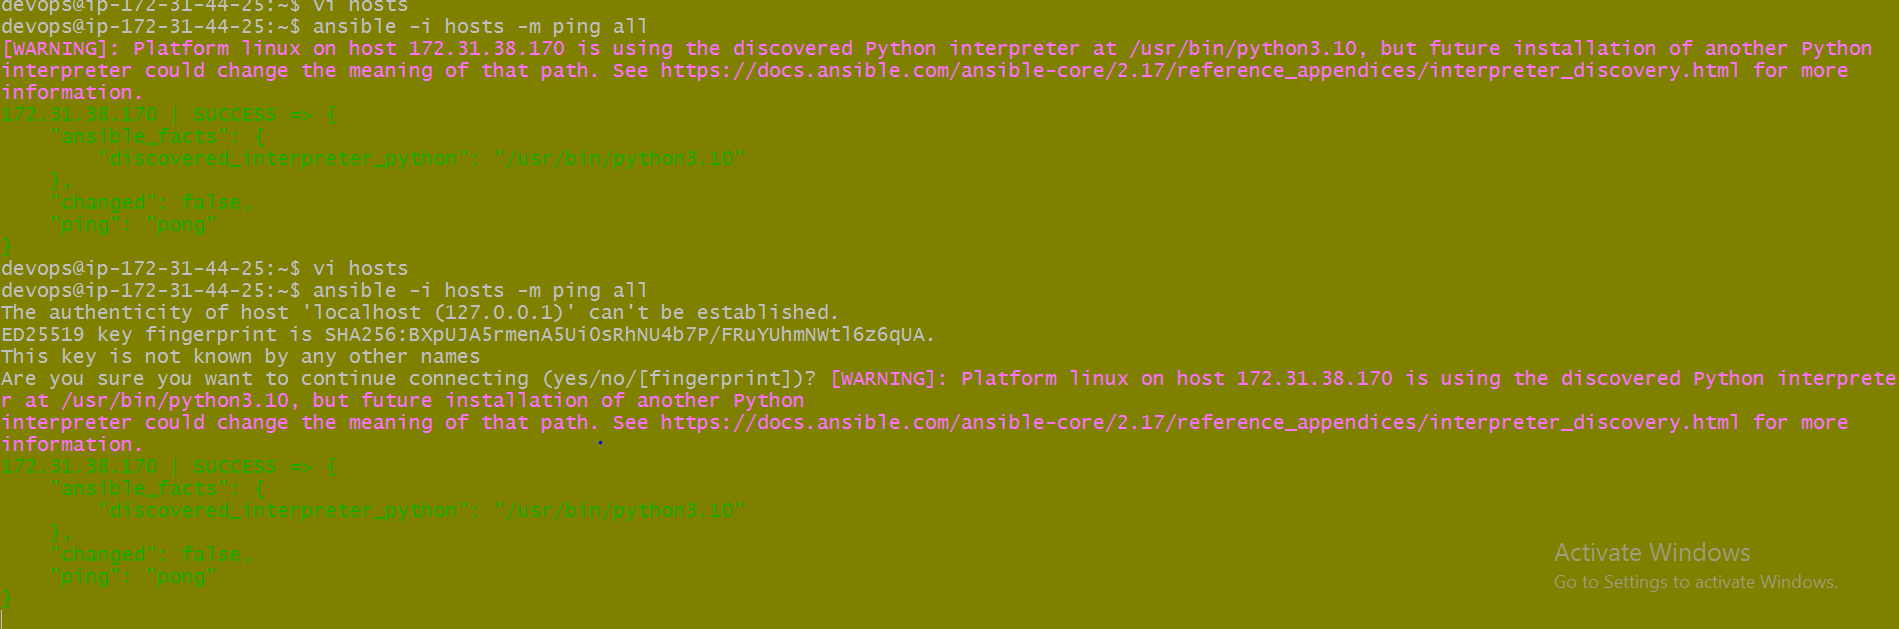 devops@ip-172-31-44-25:~$ vi hosts
devops@ip-172-31-44-25:~$ ansible -i hosts -m ping all
[WARNING]: Platform linux on host 172.31.38.170 is using the discovered Python interpreter at /usr/bin/python3.10, but future installation of another Python
interpreter could change the meaning of that path. See https://docs.ansible.com/ansible-core/2.17/reference_appendices/interpreter_discovery.html for more
information.
172.31.38.170 | SUCCESS => {
    "ansible_facts": {
        "discovered_interpreter_python": "/usr/bin/python3.10"
    },
    "changed": false,
    "ping": "pong"
}
devops@ip-172-31-44-25:~$ vi hosts
devops@ip-172-31-44-25:~$ ansible -i hosts -m ping all
The authenticity of host 'localhost (127.0.0.1)' can't be established.
ED25519 key fingerprint is SHA256:BXpUJA5rmenA5UiOsRhNU4b7P/FRuYUhmNWtl6z6qUA.
This key is not known by any other names
Are you sure you want to continue connecting (yes/no/[fingerprint])? [WARNING]: Platform linux on host 172.31.38.170 is using the discovered Python interprete
r at /usr/bin/python3.10, but future installation of another Python
interpreter could change the meaning of that path. See https://docs.ansible.com/ansible-core/2.17/reference_appendices/interpreter_discovery.html for more
information.
172.31.38.170 | SUCCESS => {
    "ansible_facts": {
        "discovered_interpreter_python": "/usr/bin/python3.10"
    },
    "changed": false,
    "ping": "pong"
}
Activate Windows
Go to Settings to activate Windows.